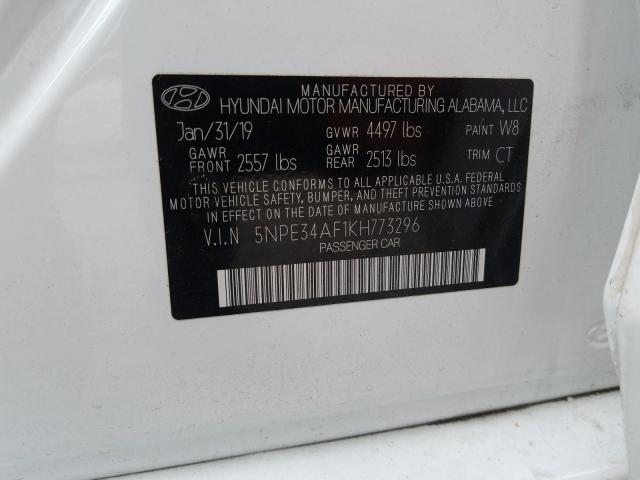 MANUFACTURED BY
HYUNDAI MOTOR MANUFACTURING ALABAMA, LLC
Jan/31/19 GVWR 4497 lbs PAINT W8
GAWR FRONT 2557 lbs GAWR REAR 2513 lbs TRIM CT
THIS VEHICLE CONFORMS TO ALL APPLICABLE U.S.A. FEDERAL
MOTOR VEHICLE SAFETY, BUMPER, AND THEFT PREVENTION STANDARDS
IN EFFECT ON THE DATE OF MANUFACTURE SHOWN ABOVE.
V.I.N 5NPE34AF1KH773296
PASSENGER CAR